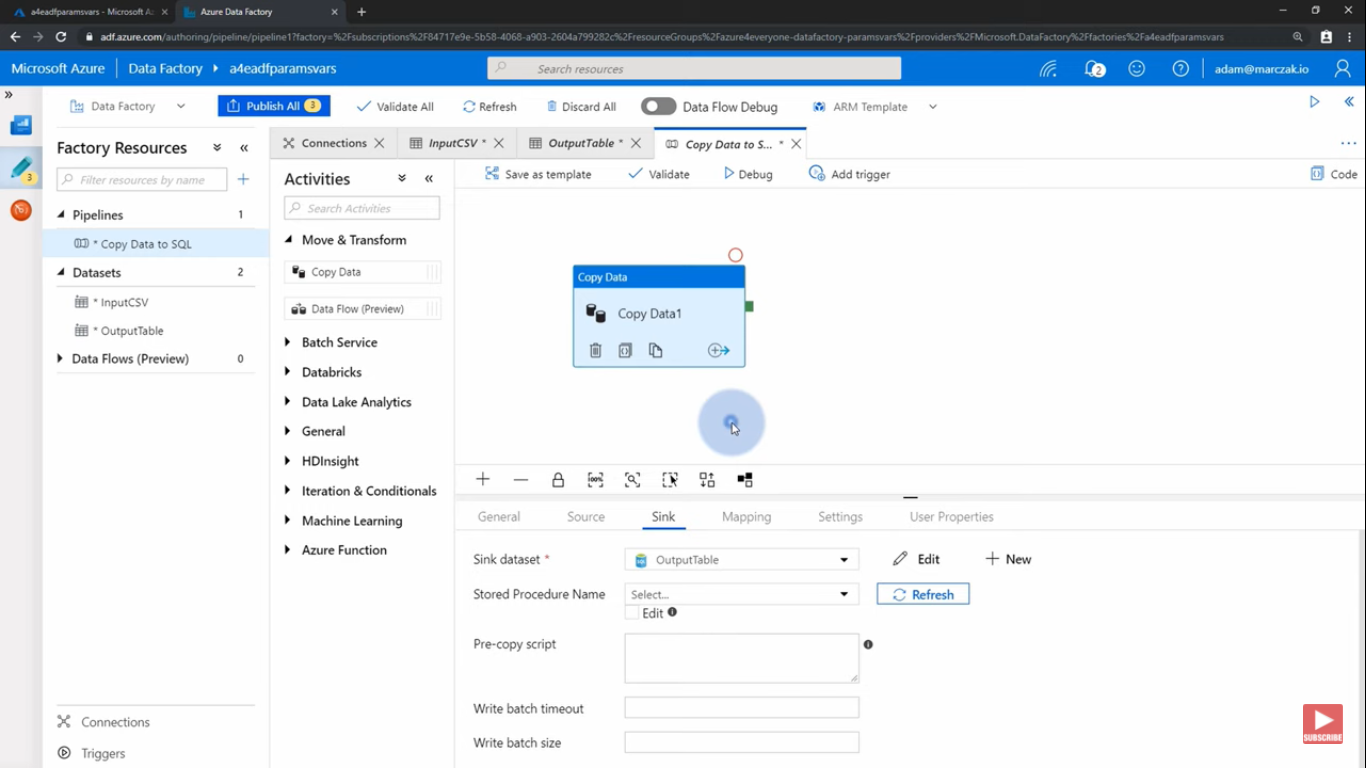 a4eadfparamsvars - Microsoft A
Azure Data Factory
adf.azure.com/authoring/pipeline/pipeline1?factory=%2Fsubscriptions%2F84717e9e-5b58-4068-a903-2604a799282c%2FresourceGroups%2Fazure4everyone-datafactory-paramsvars%2Fproviders%2FMicrosoft.DataFactory%2Ffactories%2Fa4eadfparamsvars
Microsoft Azure
Data Factory
a4eadfparamsvars
Search resources
2
adam@marczak.io
Data Factory
Publish All 3
Validate All
Refresh
Discard All
Data Flow Debug
ARM Template
3
Factory Resources
Filter resources by name
Pipelines 1
* Copy Data to SQL
Datasets 2
* InputCSV
* OutputTable
Data Flows (Preview) 0
Connections
Triggers
Connections
InputCSV *
OutputTable *
Copy Data to S... *
Activities
Search Activities
Move & Transform
Copy Data
Data Flow (Preview)
Batch Service
Databricks
Data Lake Analytics
General
HDInsight
Iteration & Conditionals
Machine Learning
Azure Function
Save as template
Validate
Debug
Add trigger
Code
Copy Data
Copy Data1
100%
General
Source
Sink
Mapping
Settings
User Properties
Sink dataset *
OutputTable
Edit
New
Stored Procedure Name
Select...
Refresh
Edit
Pre-copy script
Write batch timeout
Write batch size
SUBSCRIBE